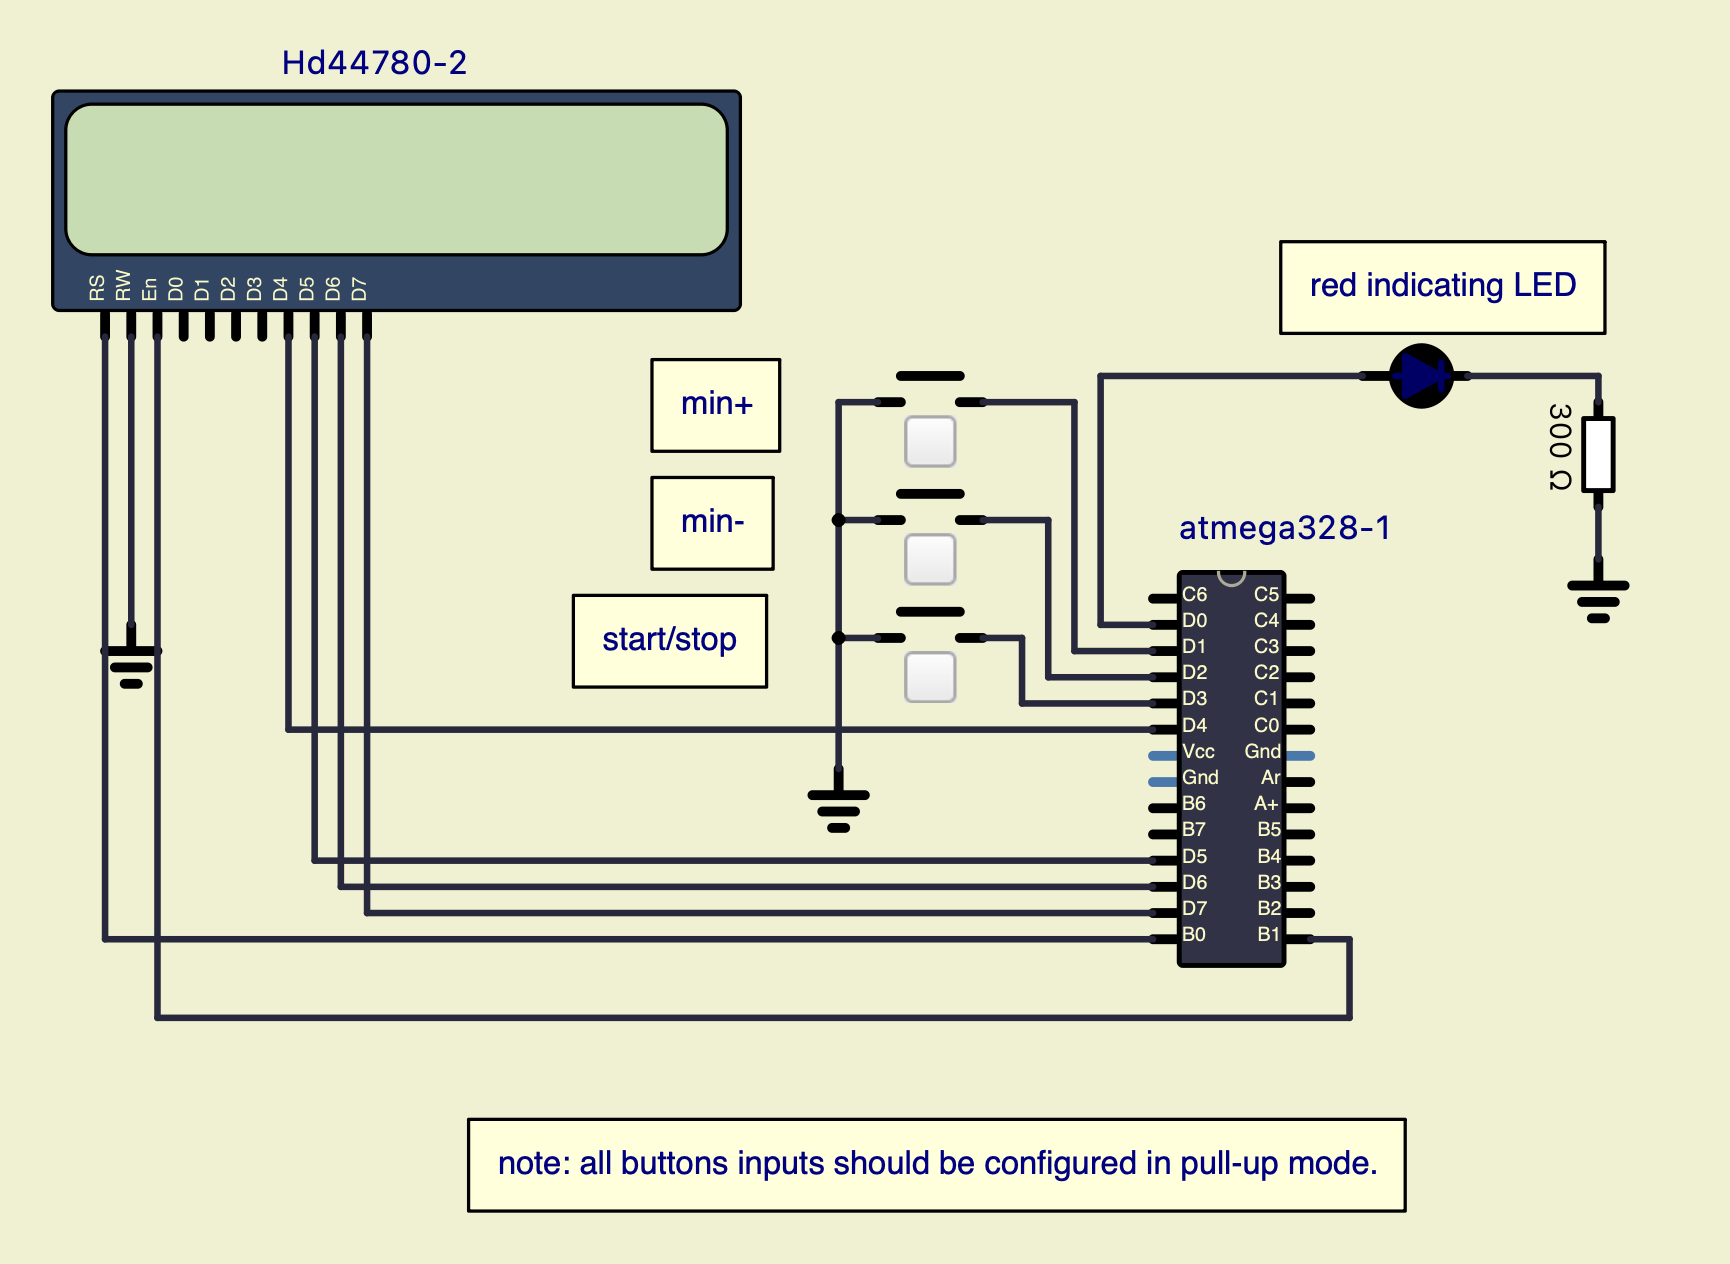 Hd44780-2
RS RW En D0 D1 D2 D3 D4 D5 D6 D7
min+
min-
start/stop
red indicating LED
300 Ω
atmega328-1
C6 C5
D0 C4
D1 C3
D2 C2
D3 C1
D4 C0
Vcc Gnd
Gnd Ar
B6 A+
B7 B5
D5 B4
D6 B3
D7 B2
B0 B1
note: all buttons inputs should be configured in pull-up mode.